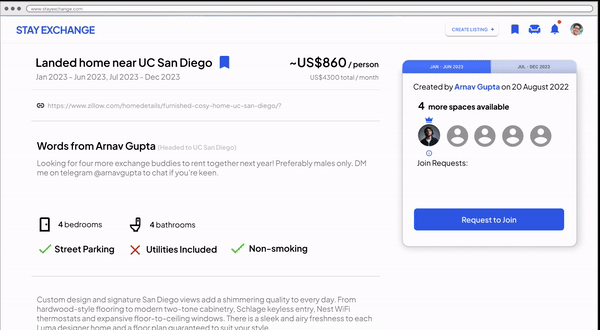 www.stayexchange.com
STAY EXCHANGE
CREATE LISTING +
Landed home near UC San Diego
~US$860 / person
Jan 2023 - Jun 2023, Jul 2023 - Dec 2023
US$4300 total / month
https://www.zillow.com/homedetails/furnished-cosy-home-uc-san-diego/?
Words from Arnav Gupta (Headed to UC San Diego)
Looking for four more exchange buddies to rent together next year! Preferably males only. DM
me on telegram @arnavgupta to chat if you're keen.
4 bedrooms
4 bathrooms
Street Parking
Utilities Included
Non-smoking
Custom design and signature San Diego views add a shimmering quality to every day. From
hardwood-style flooring to modern two-tone cabinetry, Schlage keyless entry, Nest WiFi
thermostats and expansive floor-to-ceiling windows. There is a sleek and airy freshness to each
Luma designer home and a floor plan guaranteed to suit your style.
JAN - JUN 2023
JUL - DEC 2023
Created by Arnav Gupta on 20 August 2022
4 more spaces available
Join Requests:
Request to Join